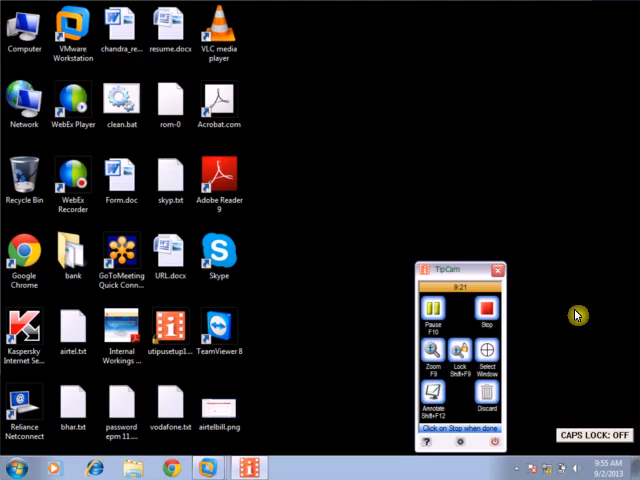 Computer
VMware
Workstation
chandra_re...
resume.docx
VLC media
player
Network
WebEx Player
clean.bat
rom-0
Acrobat.com
Recycle Bin
WebEx
Recorder
Form.doc
skyp.txt
Adobe Reader
9
Google
Chrome
bank
GoToMeeting
Quick Conn...
URL.docx
Skype
Kaspersky
Internet Se...
airtel.txt
Internal
Workings ...
utipusetup1...
TeamViewer 8
Reliance
Netconnect
bhar.txt
password
epm 11....
vodafone.txt
airtelbill.png
TipCam
9:21
Pause
F10
Stop
Zoom
F9
Lock
Shift+F9
Select
Window
Annotate
Shift+F12
Discard
Click on Stop when done
?
CAPS LOCK: OFF
9:55 AM
9/2/2013